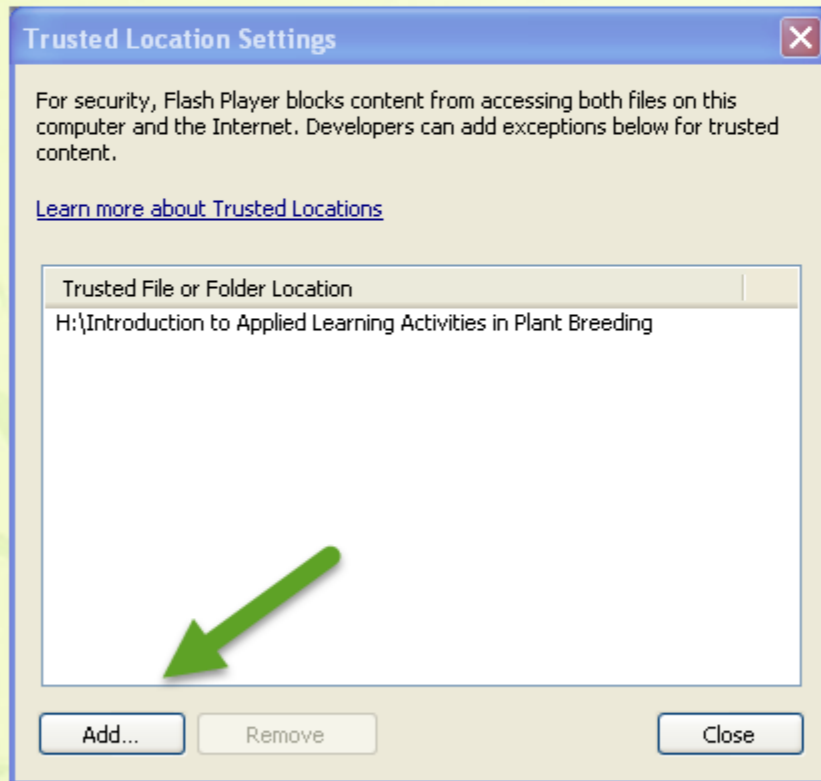 Trusted Location Settings
For security, Flash Player blocks content from accessing both files on this
computer and the Internet. Developers can add exceptions below for trusted
content.
Learn more about Trusted Locations
Trusted File or Folder Location
H:\Introduction to Applied Learning Activities in Plant Breeding
Add... Remove Close